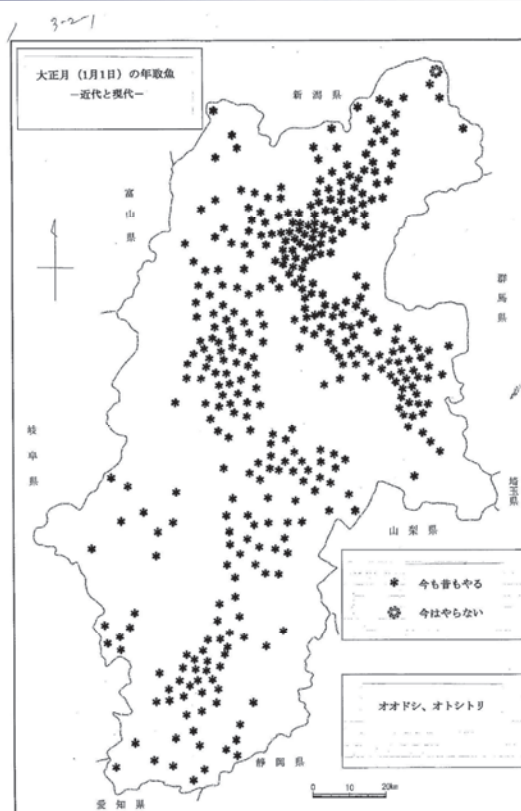 3-2-1
大正月（1月1日）の年取魚
－近代と現代－
新潟県
富山県
群馬県
岐阜県
埼玉県
山梨県
今も昔もやる
今はやらない
オオドシ、オトシトリ
静岡県
0 10 20km
愛知県